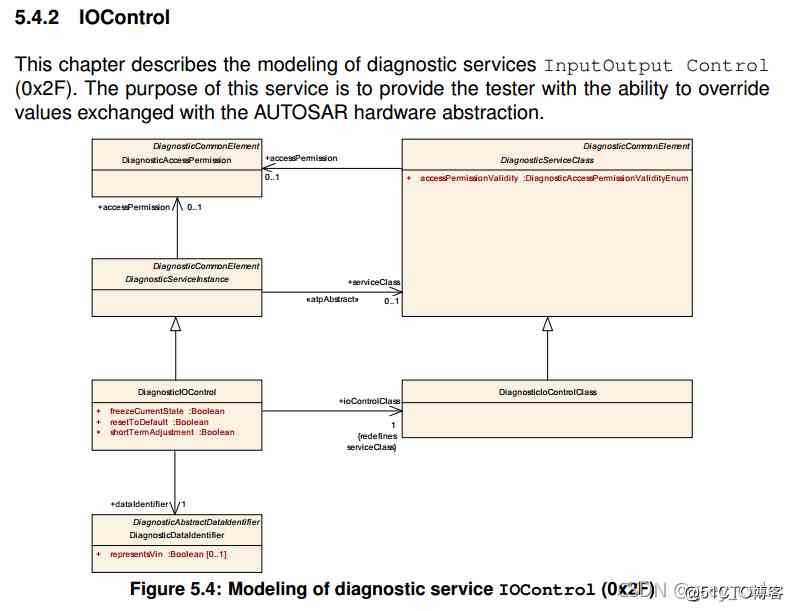 5.4.2 IOControl
This chapter describes the modeling of diagnostic services InputOutput Control
(0x2F). The purpose of this service is to provide the tester with the ability to override
values exchanged with the AUTOSAR hardware abstraction.
DiagnosticCommonElement
DiagnosticAccessPermission
+accessPermission
0..1
DiagnosticCommonElement
DiagnosticServiceClass
+ accessPermissionValidity :DiagnosticAccessPermissionValidityEnum
+accessPermission
0..1
DiagnosticCommonElement
DiagnosticServiceInstance
+serviceClass
«atpAbstract»
0..1
DiagnosticIOControl
+ freezeCurrentState :Boolean
+ resetToDefault :Boolean
+ shortTermAdjustment :Boolean
+ioControlClass
1
{redefines
serviceClass}
DiagnosticIoControlClass
+dataIdentifier
1
DiagnosticAbstractDataIdentifier
DiagnosticDataIdentifier
+ representsVin :Boolean [0..1]
Figure 5.4: Modeling of diagnostic service IOControl (0x2F)
@51CTO博客